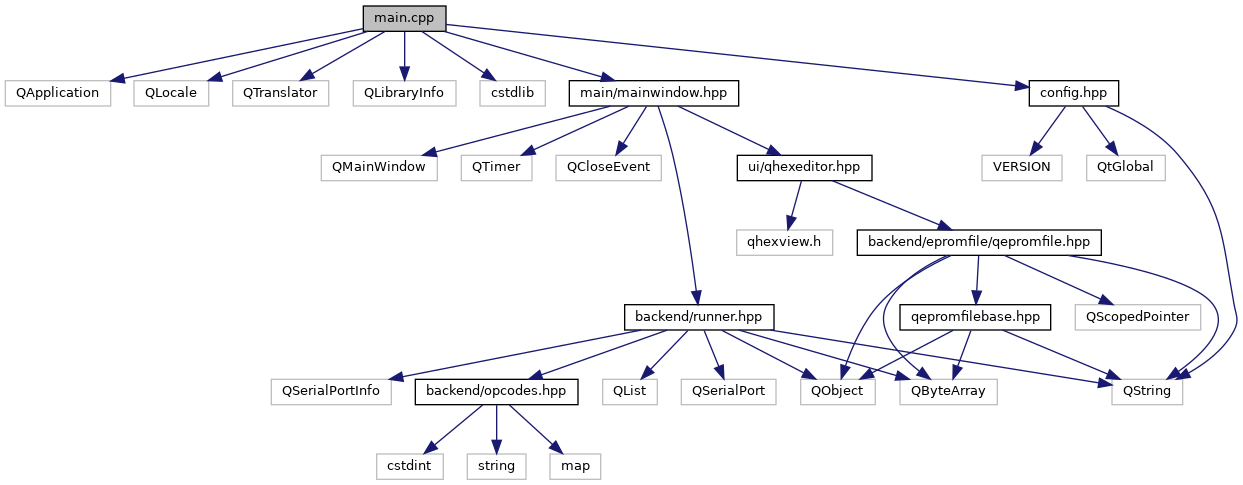 main.cpp
QApplication
QLocale
QTranslator
QLibraryInfo
cstdlib
main/mainwindow.hpp
config.hpp
QMainWindow
QTimer
QCloseEvent
ui/qhexeditor.hpp
VERSION
QtGlobal
qhexview.h
backend/epromfile/qepromfile.hpp
backend/runner.hpp
qepromfilebase.hpp
QScopedPointer
QSerialPortInfo
backend/opcodes.hpp
QList
QSerialPort
QObject
QByteArray
QString
cstdint
string
map